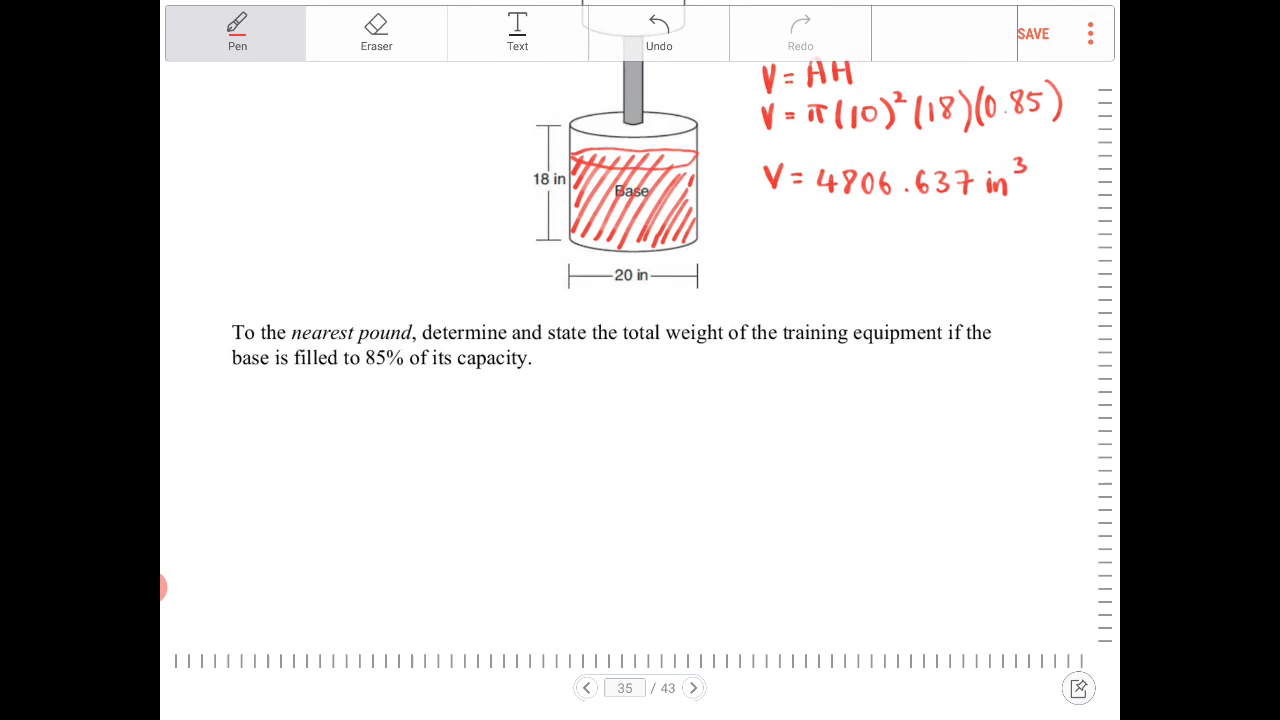 Pen
Eraser
Text
Undo
Redo
SAVE
V = AH
V = π(10)²(18)(0.85)
V = 4806.637 in³
18 in
Base
20 in
To the nearest pound, determine and state the total weight of the training equipment if the
base is filled to 85% of its capacity.
35 / 43